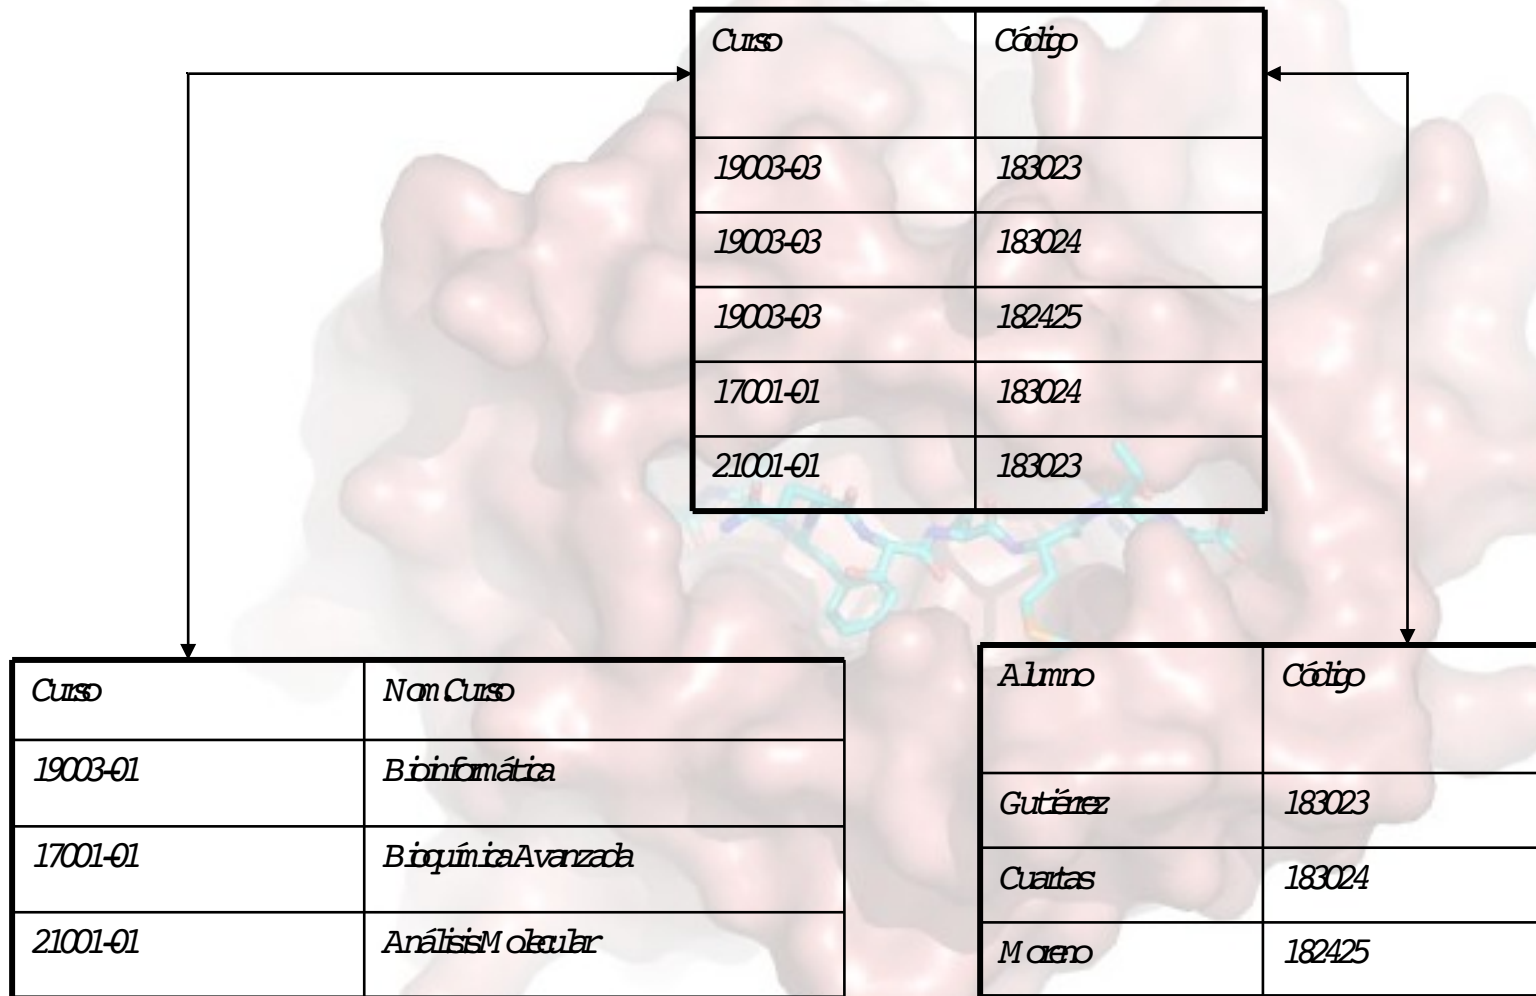 Curso Código
19003-03 183023
19003-03 183024
19003-03 182425
17001-01 183024
21001-01 183023
Curso Nom.Curso
19003-01 Bioinformática
17001-01 Bioquímica Avanzada
21001-01 Análisis Molecular
Alumno Código
Gutiérrez 183023
Cuartas 183024
Moreno 182425